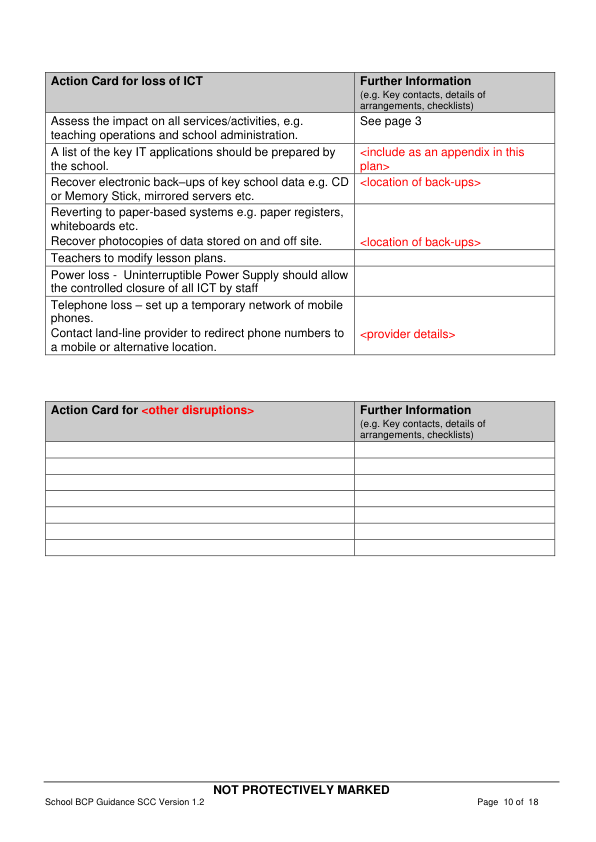 Action Card for loss of ICT
Further Information
(e.g. Key contacts, details of
arrangements, checklists)
Assess the impact on all services/activities, e.g.
teaching operations and school administration.
See page 3
A list of the key IT applications should be prepared by
the school.
<include as an appendix in this
plan>
Recover electronic back–ups of key school data e.g. CD
or Memory Stick, mirrored servers etc.
<location of back-ups>
Reverting to paper-based systems e.g. paper registers,
whiteboards etc.
Recover photocopies of data stored on and off site.
<location of back-ups>
Teachers to modify lesson plans.
Power loss -  Uninterruptible Power Supply should allow
the controlled closure of all ICT by staff
Telephone loss – set up a temporary network of mobile
phones.
Contact land-line provider to redirect phone numbers to
a mobile or alternative location.
<provider details>
Action Card for <other disruptions>
Further Information
(e.g. Key contacts, details of
arrangements, checklists)
NOT PROTECTIVELY MARKED
School BCP Guidance SCC Version 1.2
Page  10 of  18